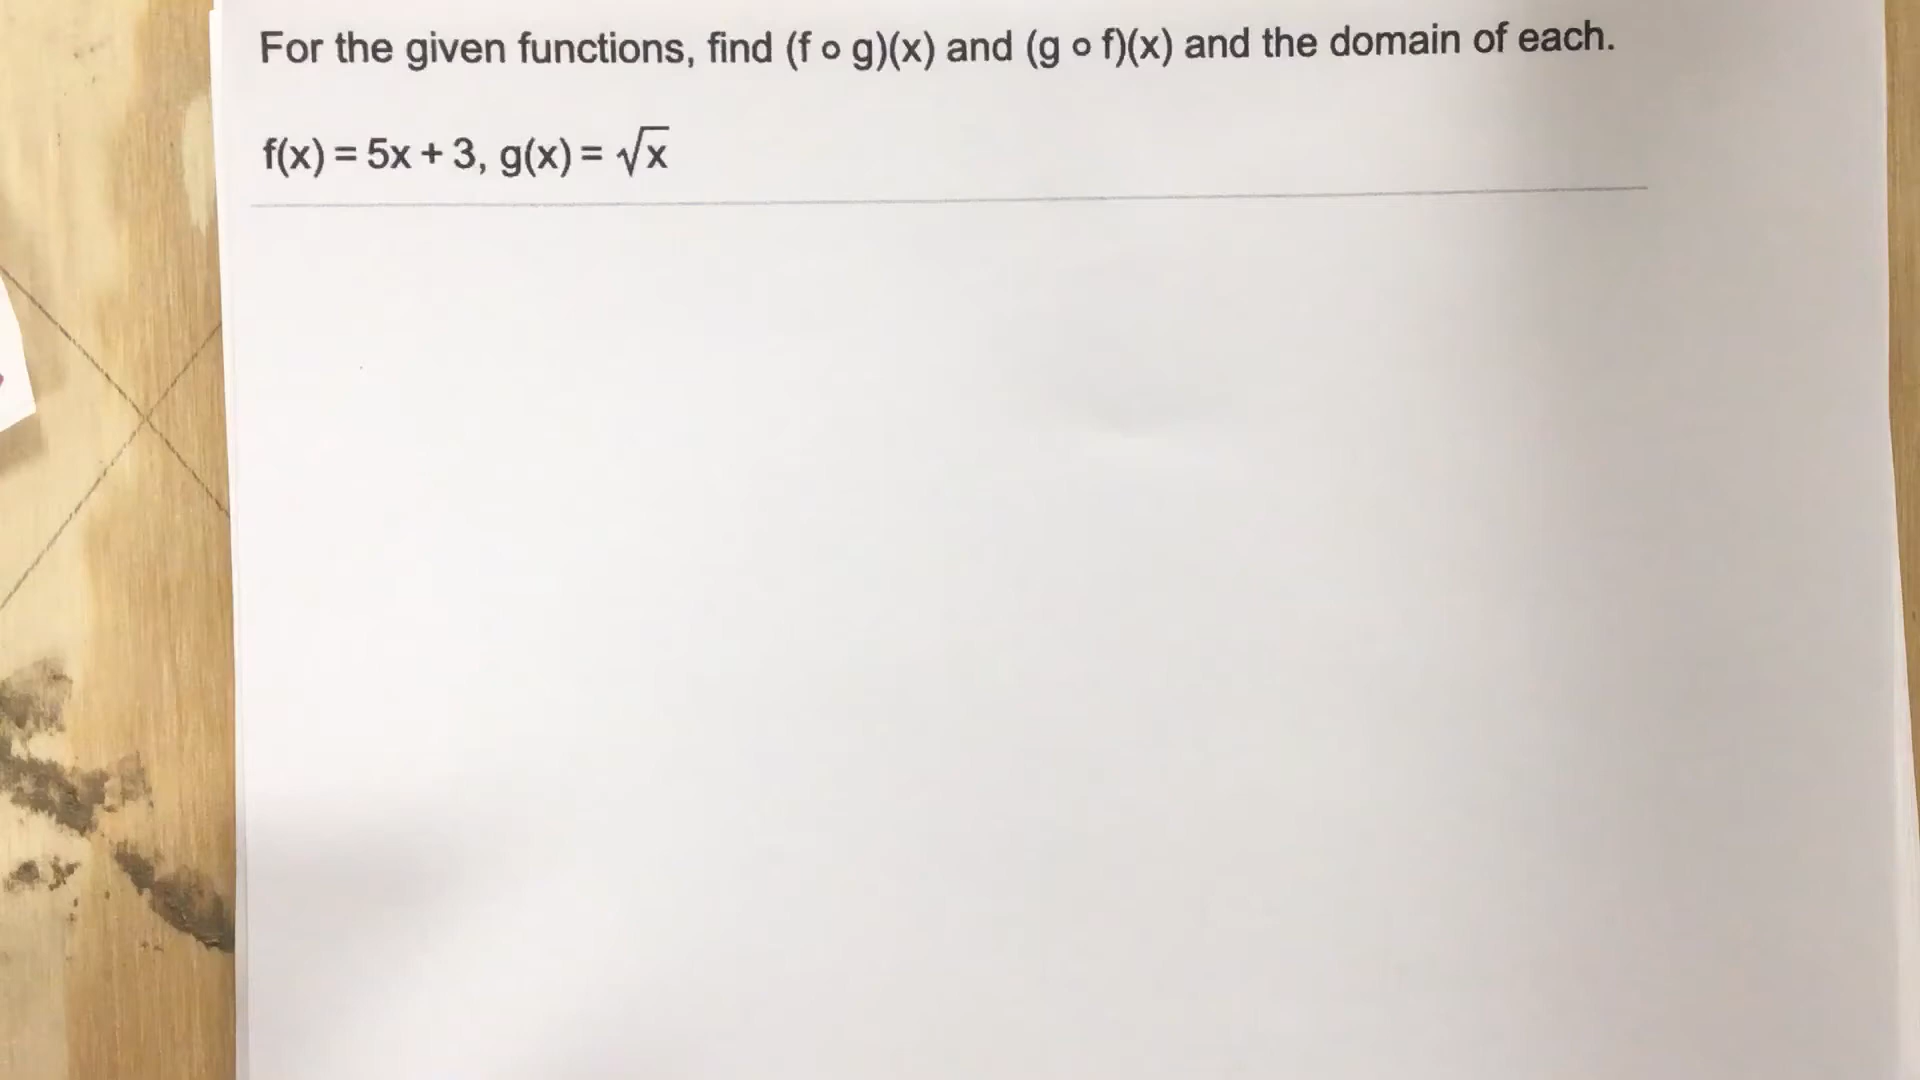 For the given functions, find (f ∘ g)(x) and (g ∘ f)(x) and the domain of each.
f(x) = 5x + 3, g(x) = √x